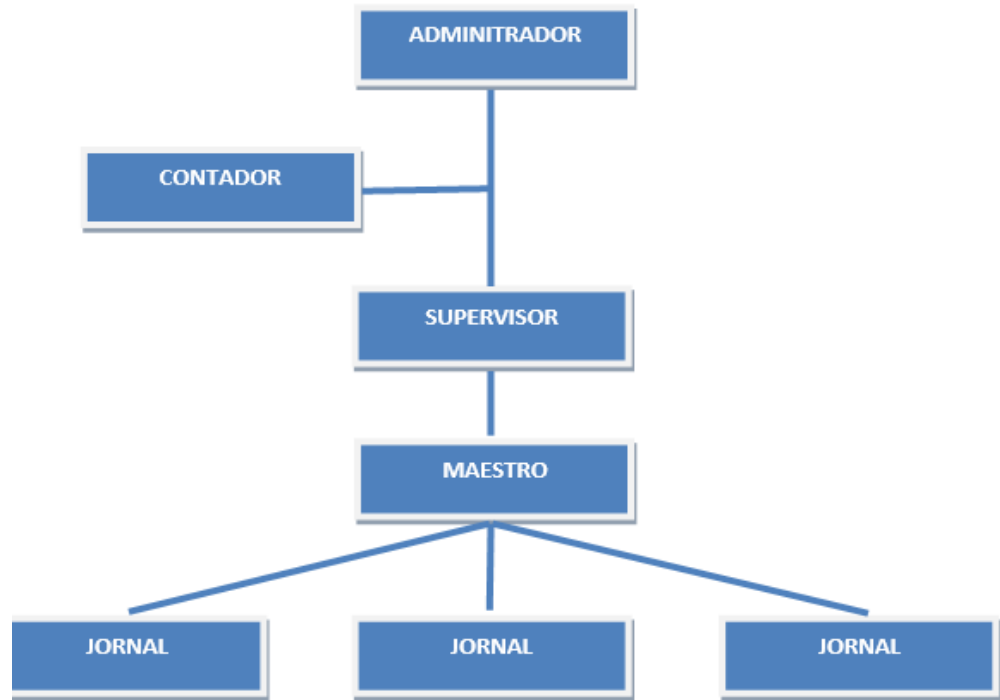 ADMINITRADOR
CONTADOR
SUPERVISOR
MAESTRO
JORNAL
JORNAL
JORNAL